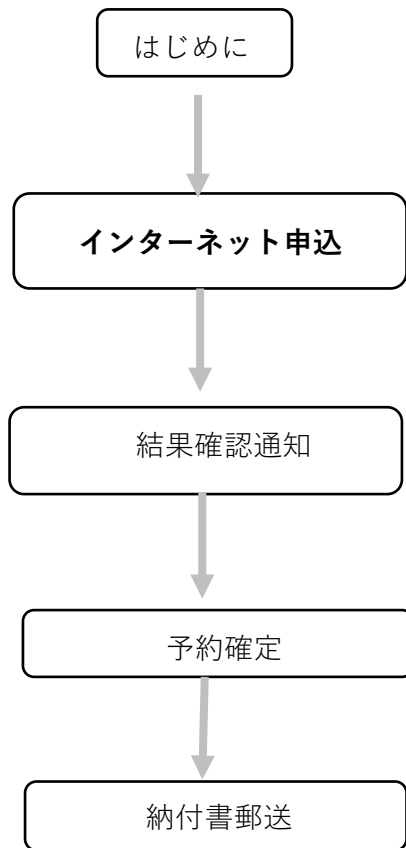 はじめに
インターネット申込
結果確認通知
予約確定
納付書郵送